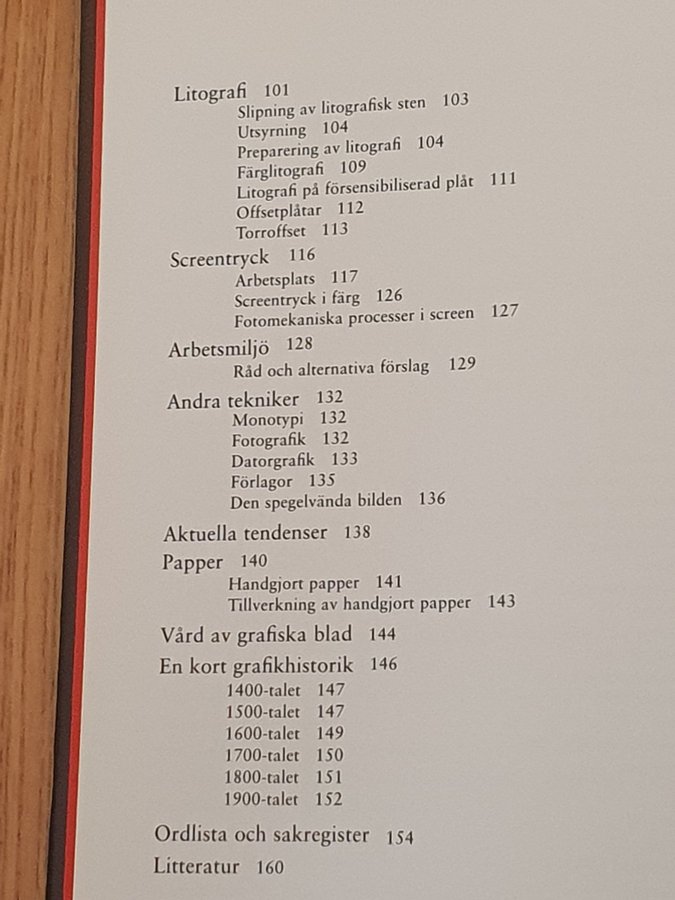 Litografi 101
Slipning av litografisk sten 103
Utsyrning 104
Preparering av litografi 104
Färglitografi 109
Litografi på försensibiliserad plåt 111
Offsetplåtar 112
Torroffset 113
Screentryck 116
Arbetsplats 117
Screentryck i färg 126
Fotomekaniska processer i screen 127
Arbetsmiljö 128
Råd och alternativa förslag 129
Andra tekniker 132
Monotypi 132
Fotografik 132
Datorgrafik 133
Förlagor 135
Den spegelvända bilden 136
Aktuella tendenser 138
Papper 140
Handgjort papper 141
Tillverkning av handgjort papper 143
Vård av grafiska blad 144
En kort grafikhistorik 146
1400-talet 147
1500-talet 147
1600-talet 149
1700-talet 150
1800-talet 151
1900-talet 152
Ordlista och sakregister 154
Litteratur 160